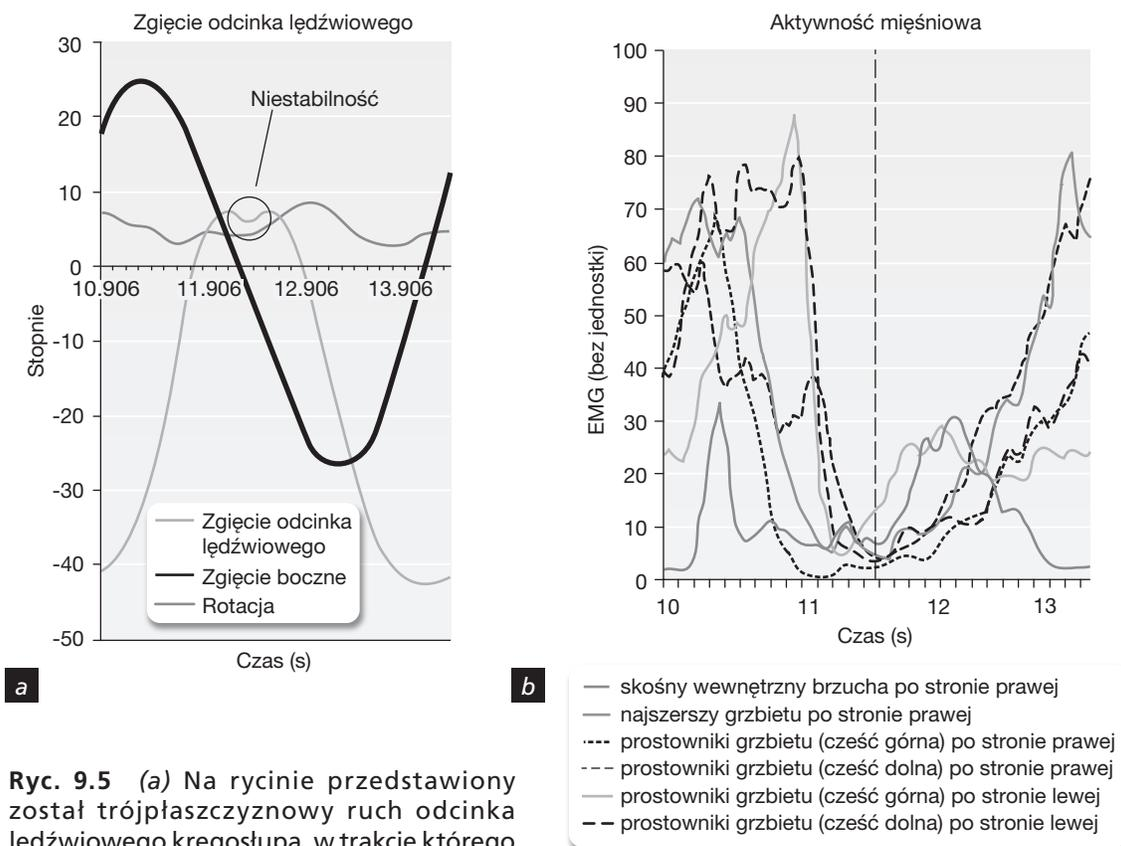 Zgięcie odcinka lędźwiowego
30
20
10
0
-10
-20
-30
-40
-50
Stopnie
Niestabilność
10.906 11.906 12.906 13.906
Zgięcie odcinka
lędźwiowego
Zgięcie boczne
Rotacja
Czas (s)
a
Aktywność mięśniowa
100
90
80
70
60
50
40
30
20
10
0
EMG (bez jednostki)
10 11 12 13
Czas (s)
b
skośny wewnętrzny brzucha po stronie prawej
najszerszy grzbietu po stronie prawej
prostowniki grzbietu (cześć górna) po stronie prawej
prostowniki grzbietu (cześć dolna) po stronie prawej
prostowniki grzbietu (cześć górna) po stronie lewej
prostowniki grzbietu (cześć dolna) po stronie lewej
Ryc. 9.5 (a) Na rycinie przedstawiony
został trójpłaszczyznowy ruch odcinka
lędźwiowego kręgosłupa, w trakcie którego